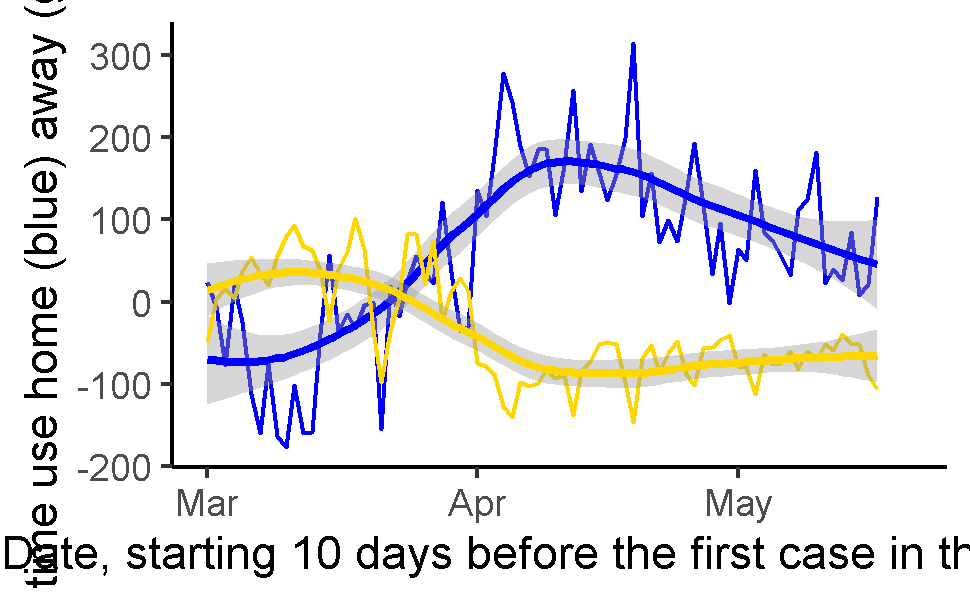 time use home (blue) away (
300
200
100
0
-100
-200
Mar Apr May
Date, starting 10 days before the first case in th